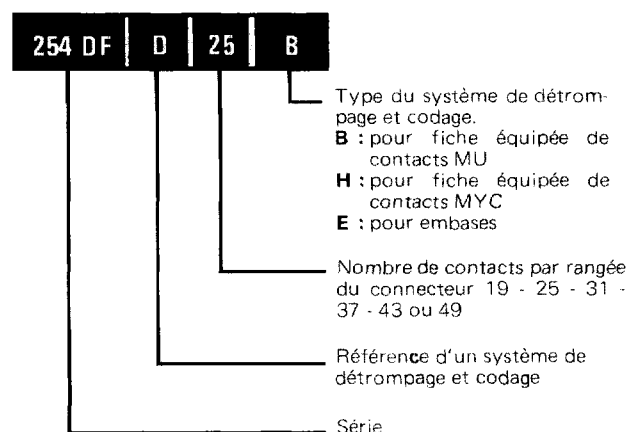 254 DF D 25 B
Type du système de détrom-
page et codage.
B : pour fiche équipée de
contacts MU
H : pour fiche équipée de
contacts MYC
E : pour embases
Nombre de contacts par rangée
du connecteur 19 - 25 - 31 -
37 - 43 ou 49
Référence d'un système de
détrompage et codage
Série